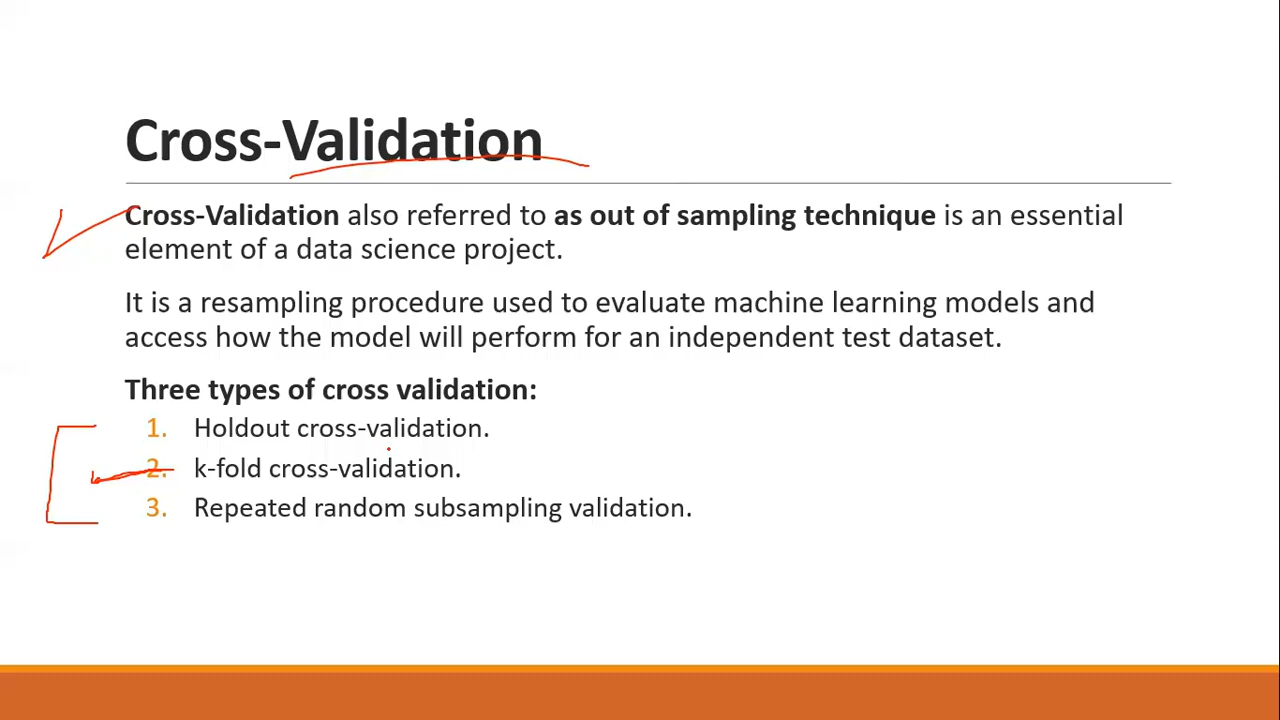 Cross-Validation
Cross-Validation also referred to as out of sampling technique is an essential
element of a data science project.
It is a resampling procedure used to evaluate machine learning models and
access how the model will perform for an independent test dataset.
Three types of cross validation:
1. Holdout cross-validation.
2. k-fold cross-validation.
3. Repeated random subsampling validation.